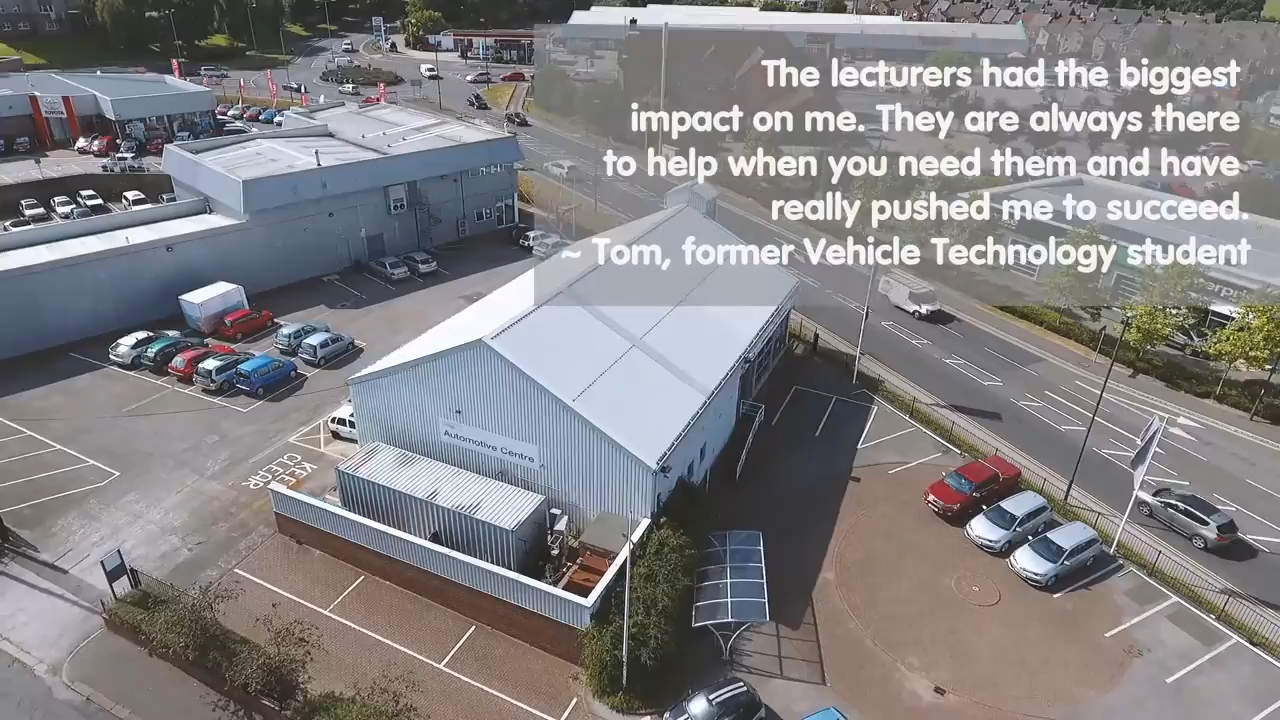 The lecturers had the biggest
impact on me. They are always there
to help when you need them and have
really pushed me to succeed.
~ Tom, former Vehicle Technology student
TOYOTA
Automotive Centre
KEEP
CLEAR